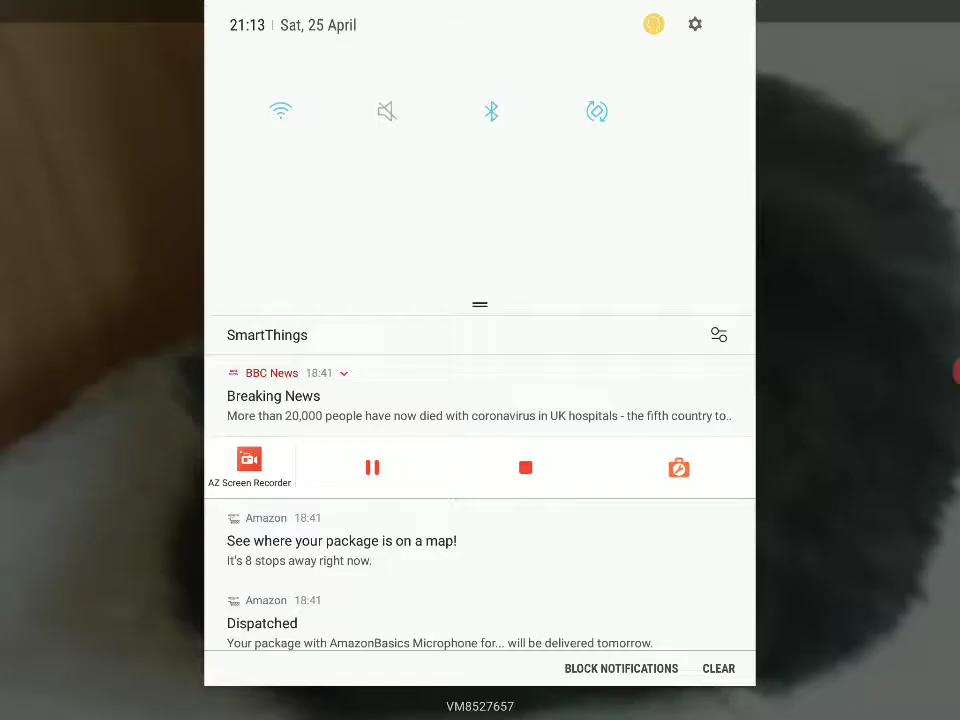 21:13 | Sat, 25 April
SmartThings
BBC News 18:41
Breaking News
More than 20,000 people have now died with coronavirus in UK hospitals - the fifth country to..
AZ Screen Recorder
Amazon 18:41
See where your package is on a map!
It's 8 stops away right now.
Amazon 18:41
Dispatched
Your package with AmazonBasics Microphone for... will be delivered tomorrow.
BLOCK NOTIFICATIONS CLEAR
VM8527657